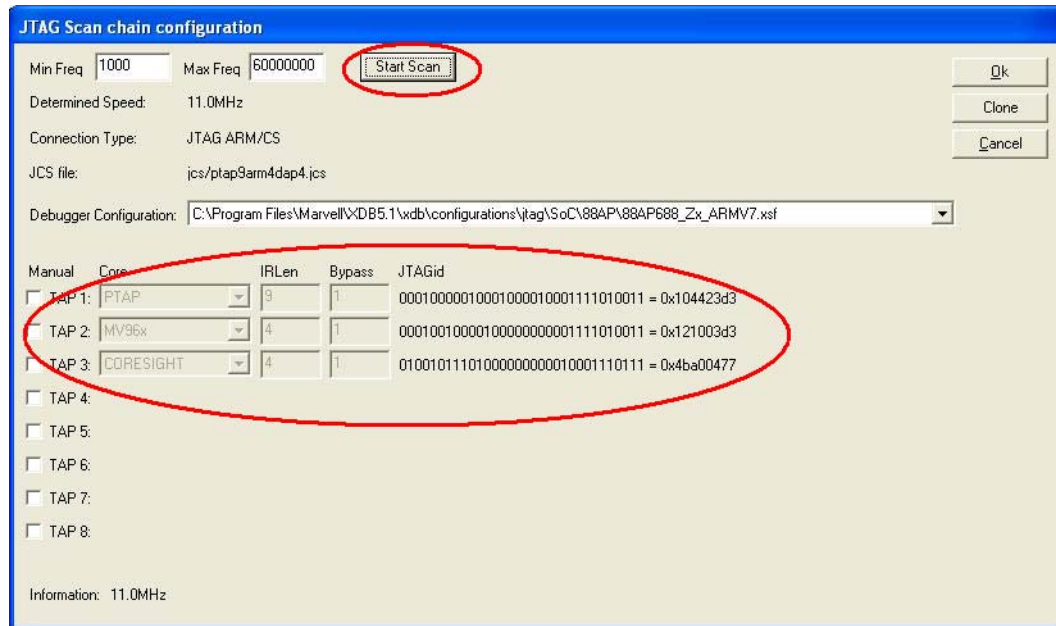 JTAG Scan chain configuration
Min Freq 1000 Max Freq 60000000 Start Scan
Ok
Determined Speed: 11.0MHz
Clone
Connection Type: JTAG ARM/CS
Cancel
JCS file: jcs/ptap9arm4dap4.jcs
Debugger Configuration: C:\Program Files\Marvell\XDB5.1\xdb\configurations\jtag\SoC\88AP\88AP688_Zx_ARMV7.xsf
Manual Core IRLen Bypass JTAGid
TAP 1: PTAP 9 1 00010000010001000010001111010011 = 0x104423d3
TAP 2: MV96x 4 1 00010010000100000000001111010011 = 0x121003d3
TAP 3: CORESIGHT 4 1 01001011101000000000010001110111 = 0x4ba00477
TAP 4:
TAP 5:
TAP 6:
TAP 7:
TAP 8:
Information: 11.0MHz